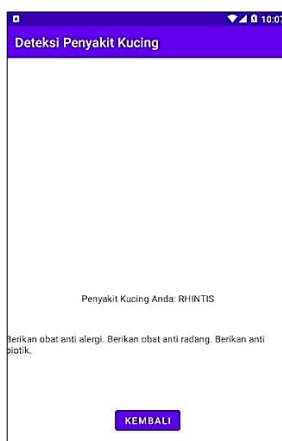 10:07
Deteksi Penyakit Kucing
Penyakit Kucing Anda: RHINTIS
Berikan obat anti alergi. Berikan obat anti radang. Berikan anti
biotik.
KEMBALI